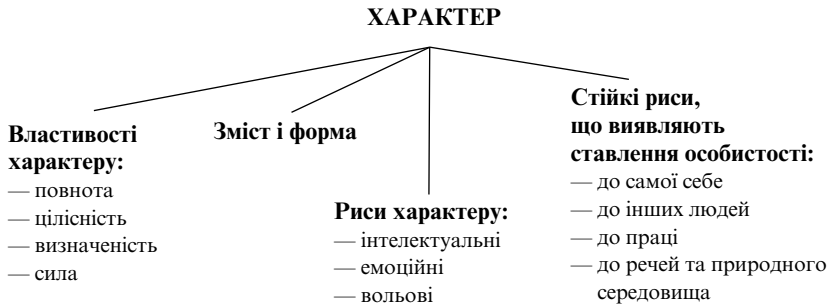 ХАРАКТЕР
Властивості
характеру:
— повнота
— цілісність
— визначеність
— сила
Зміст і форма
Риси характеру:
— інтелектуальні
— емоційні
— вольові
Стійкі риси,
що виявляють
ставлення особистості:
— до самої себе
— до інших людей
— до праці
— до речей та природного
середовища